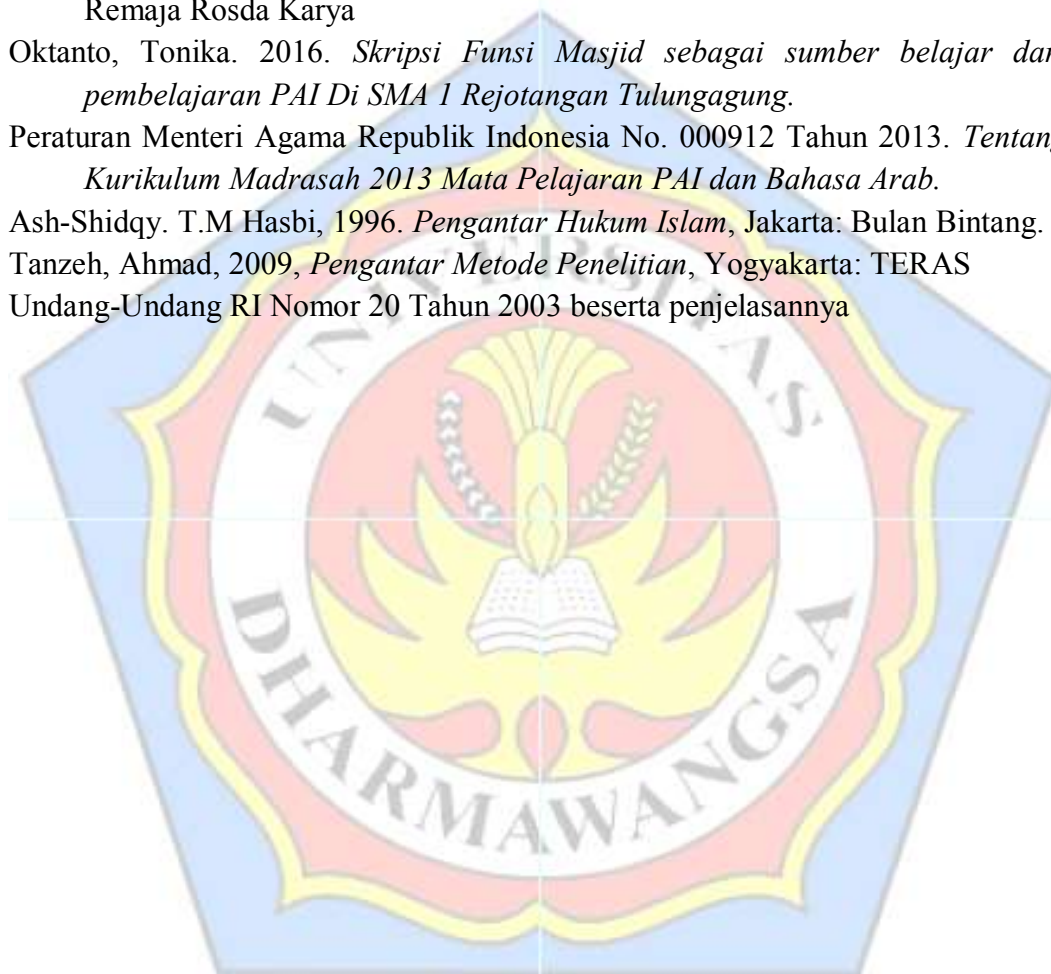 Remaja Rosda Karya
Oktanto, Tonika. 2016. Skripsi Funsi Masjid sebagai sumber belajar dan
pembelajaran PAI Di SMA 1 Rejotangan Tulungagung.
Peraturan Menteri Agama Republik Indonesia No. 000912 Tahun 2013. Tentang
Kurikulum Madrasah 2013 Mata Pelajaran PAI dan Bahasa Arab.
Ash-Shidqy. T.M Hasbi, 1996. Pengantar Hukum Islam, Jakarta: Bulan Bintang.
Tanzeh, Ahmad, 2009, Pengantar Metode Penelitian, Yogyakarta: TERAS
Undang-Undang RI Nomor 20 Tahun 2003 beserta penjelasannya
UNIVERSITAS
DHARMAWANGSA